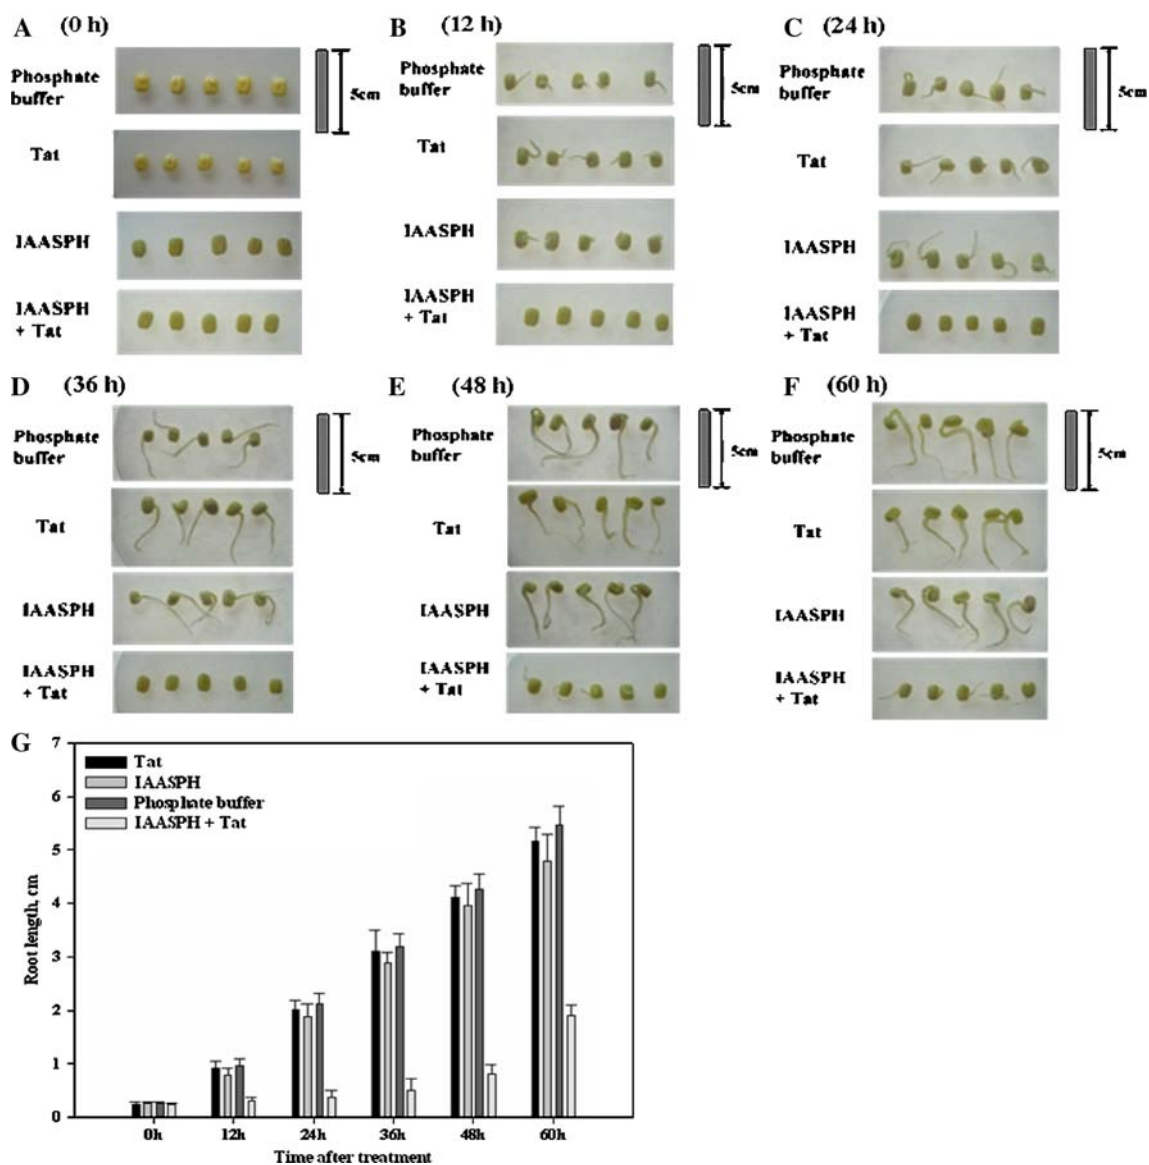 A (0 h)
Phosphate
buffer
5cm
Tat
IAASPH
IAASPH
+ Tat
B (12 h)
Phosphate
buffer
5cm
Tat
IAASPH
IAASPH
+ Tat
C (24 h)
Phosphate
buffer
5cm
Tat
IAASPH
IAASPH
+ Tat
D (36 h)
Phosphate
buffer
5cm
Tat
IAASPH
IAASPH
+ Tat
E (48 h)
Phosphate
buffer
5cm
Tat
IAASPH
IAASPH
+ Tat
F (60 h)
Phosphate
buffer
5cm
Tat
IAASPH
IAASPH
+ Tat
G
7
6
5
4
3
2
1
0
Root length, cm
Tat
IAASPH
Phosphate buffer
IAASPH + Tat
0h 12h 24h 36h 48h 60h
Time after treatment